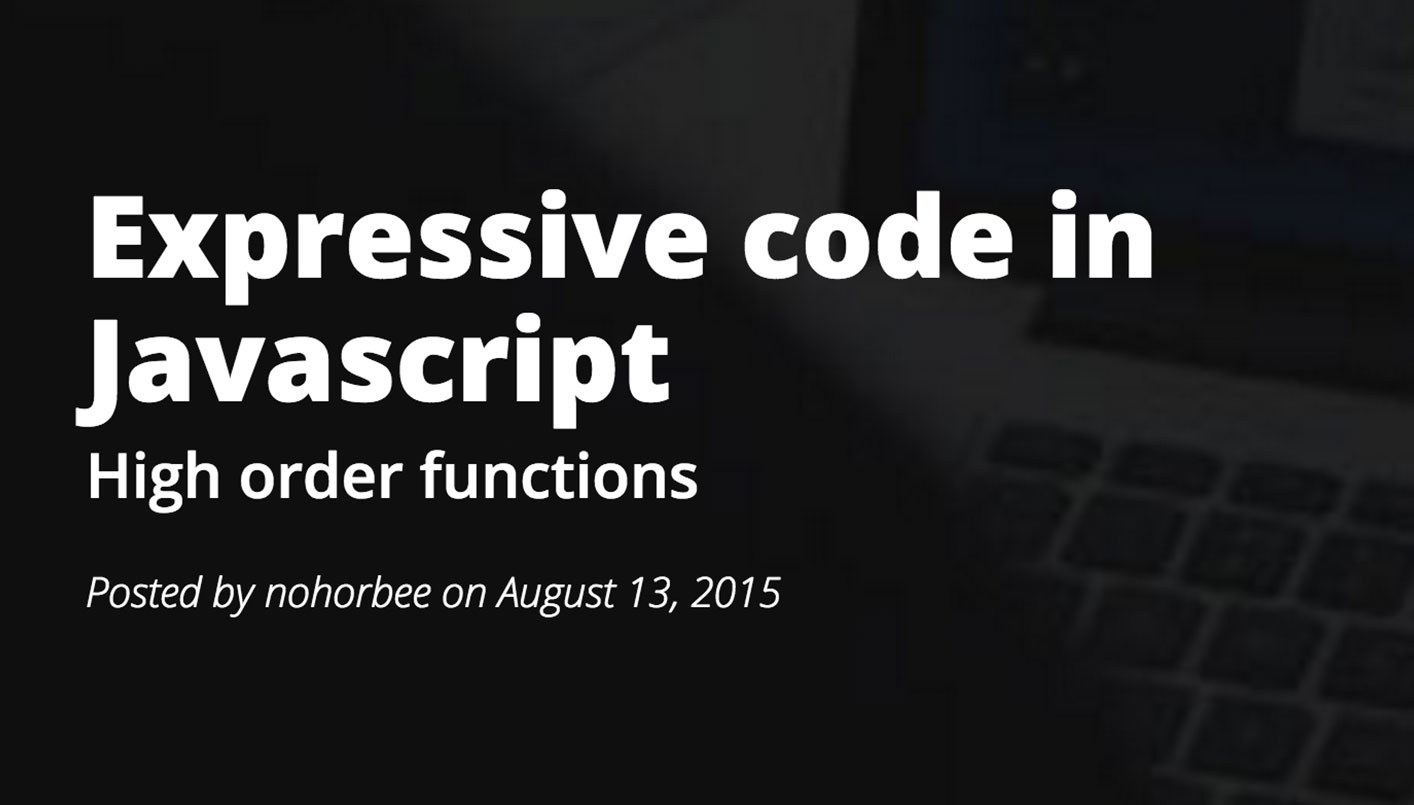 Expressive code in
Javascript
High order functions
Posted by nohorbee on August 13, 2015